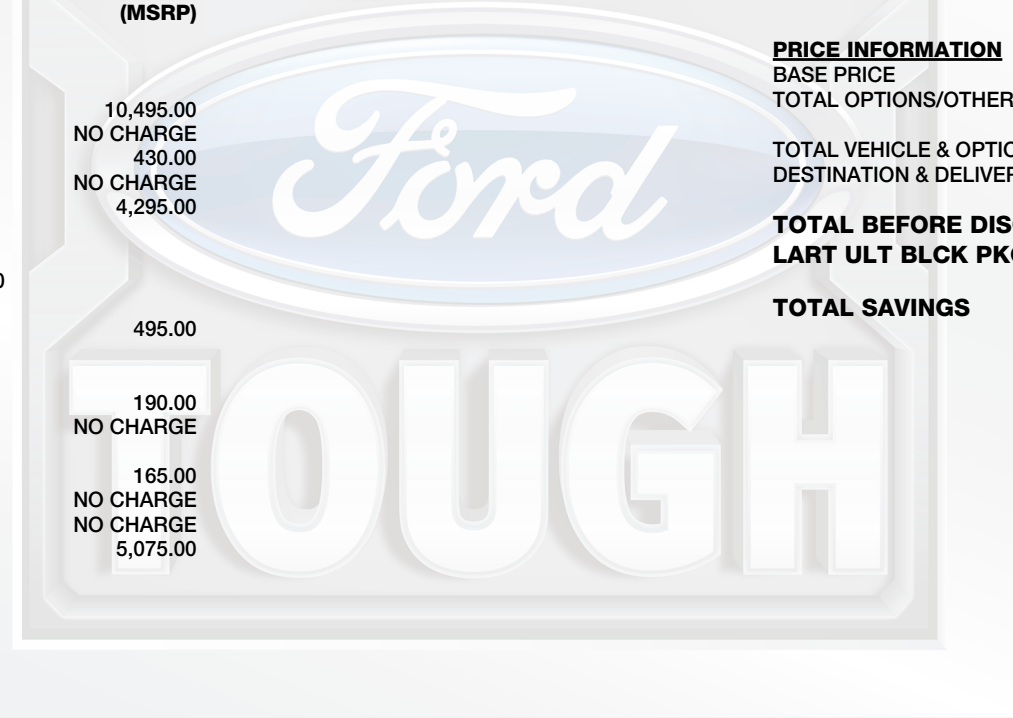 (MSRP)
10,495.00
NO CHARGE
430.00
NO CHARGE
4,295.00
0
495.00
190.00
NO CHARGE
165.00
NO CHARGE
NO CHARGE
5,075.00
Ford
TOUGH
PRICE INFORMATION
BASE PRICE
TOTAL OPTIONS/OTHER
TOTAL VEHICLE & OPTIO
DESTINATION & DELIVER
TOTAL BEFORE DIS
LART ULT BLCK PK
TOTAL SAVINGS